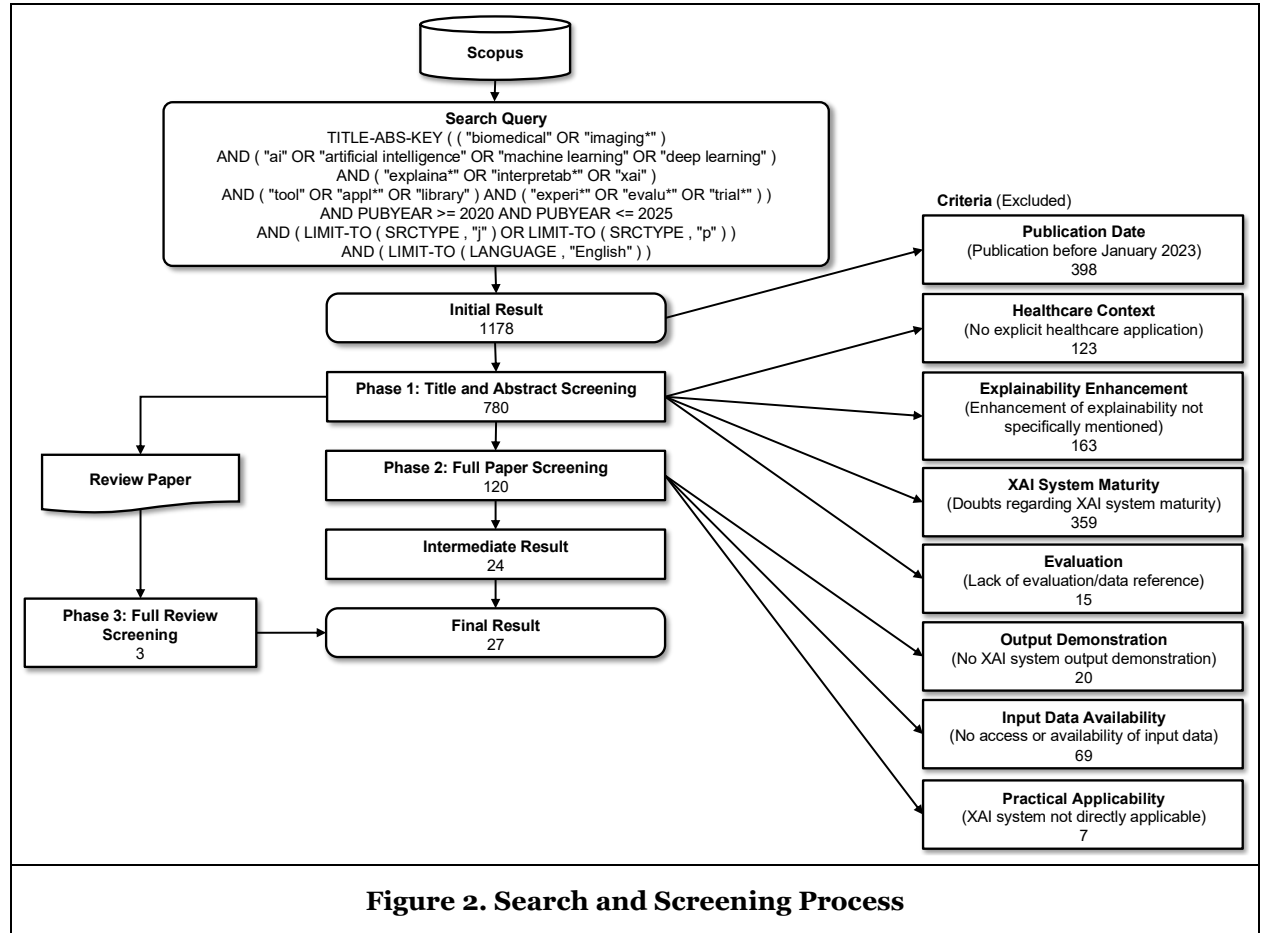 Scopus
Search Query
TITLE-ABS-KEY ( ( "biomedical" OR "imaging*" )
AND ( "ai" OR "artificial intelligence" OR "machine learning" OR "deep learning" )
AND ( "explaina*" OR "interpretab*" OR "xai" )
AND ( "tool" OR "appl*" OR "library" ) AND ( "experi*" OR "evalu*" OR "trial*" ) )
AND PUBYEAR >= 2020 AND PUBYEAR <= 2025
AND ( LIMIT-TO ( SRCTYPE , "j" ) OR LIMIT-TO ( SRCTYPE , "p" ) )
AND ( LIMIT-TO ( LANGUAGE , "English" ) )
Initial Result
1178
Phase 1: Title and Abstract Screening
780
Phase 2: Full Paper Screening
120
Intermediate Result
24
Final Result
27
Review Paper
Phase 3: Full Review
Screening
3
Criteria (Excluded)
Publication Date
(Publication before January 2023)
398
Healthcare Context
(No explicit healthcare application)
123
Explainability Enhancement
(Enhancement of explainability not
specifically mentioned)
163
XAI System Maturity
(Doubts regarding XAI system maturity)
359
Evaluation
(Lack of evaluation/data reference)
15
Output Demonstration
(No XAI system output demonstration)
20
Input Data Availability
(No access or availability of input data)
69
Practical Applicability
(XAI system not directly applicable)
7
Figure 2. Search and Screening Process